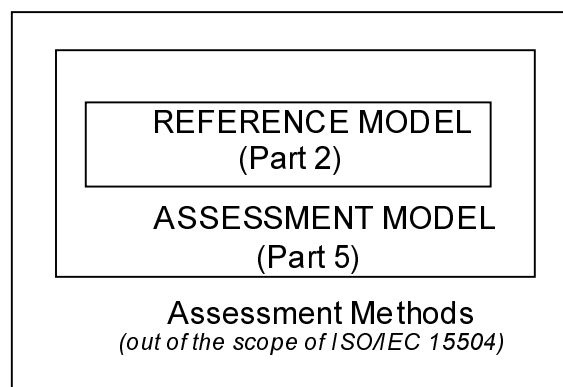 REFERENCE MODEL
(Part 2)
ASSESSMENT MODEL
(Part 5)
Assessment Methods
(out of the scope of ISO/IEC 15504)